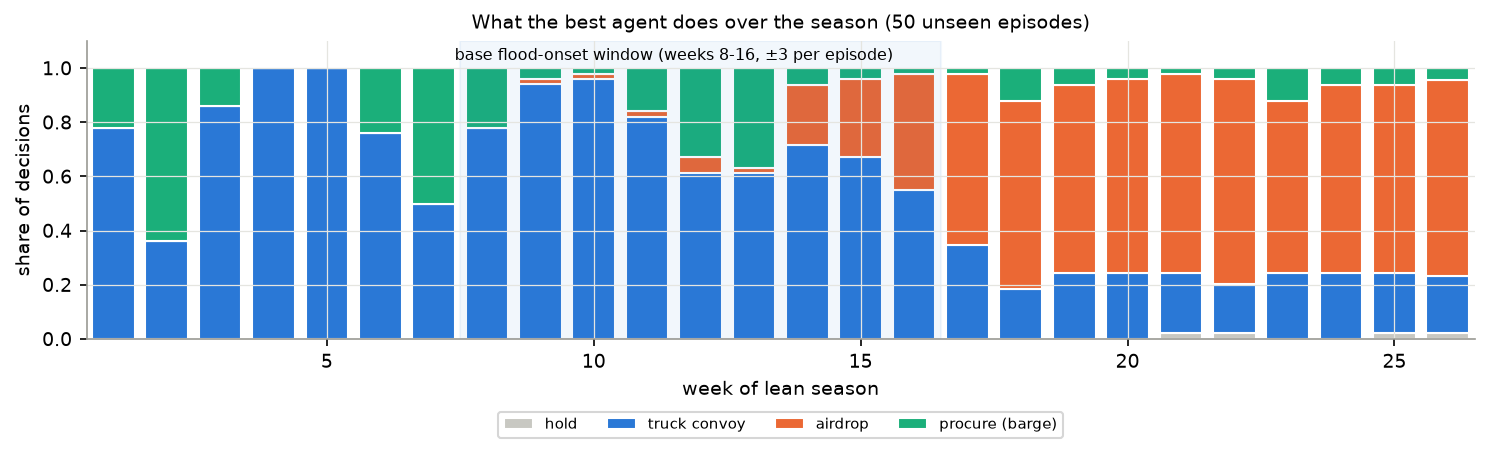 What the best agent does over the season (50 unseen episodes)
base flood-onset window (weeks 8-16, ±3 per episode)
share of decisions
1.0
0.8
0.6
0.4
0.2
0.0
5 10 15 20 25
week of lean season
hold truck convoy airdrop procure (barge)